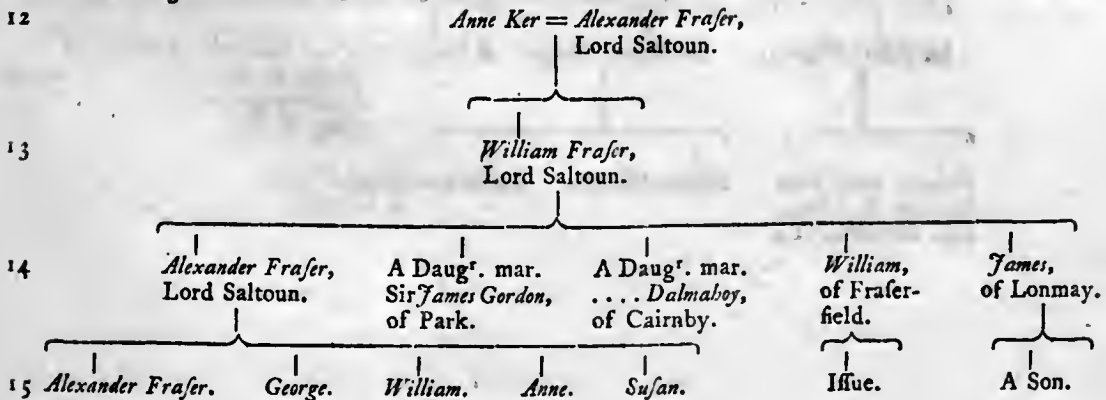 12 Anne Ker = Alexander Fraſer,
Lord Saltoun.
13 William Fraſer,
Lord Saltoun.
14 Alexander Fraſer, A Daugʳ. mar. A Daugʳ. mar. William, James,
Lord Saltoun. Sir James Gordon, .... Dalmahoy, of Fraſer- of Lonmay.
of Park. of Cairnby. field.
15 Alexander Fraſer. George. William. Anne. Suſan. Iſſue. A Son.